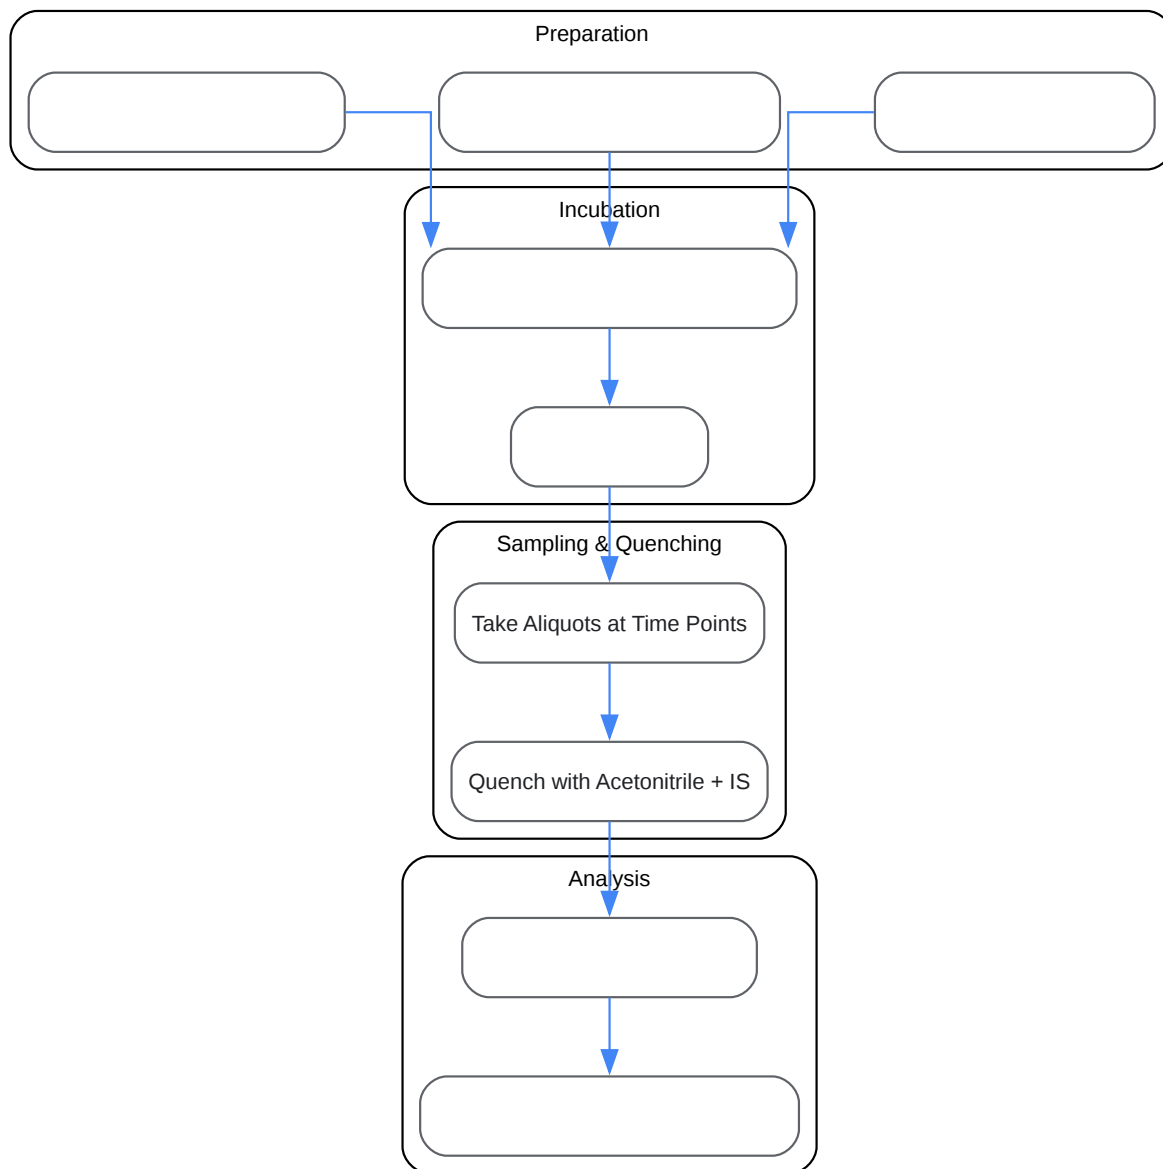 Preparation
Incubation
Sampling & Quenching
Take Aliquots at Time Points
Quench with Acetonitrile + IS
Analysis